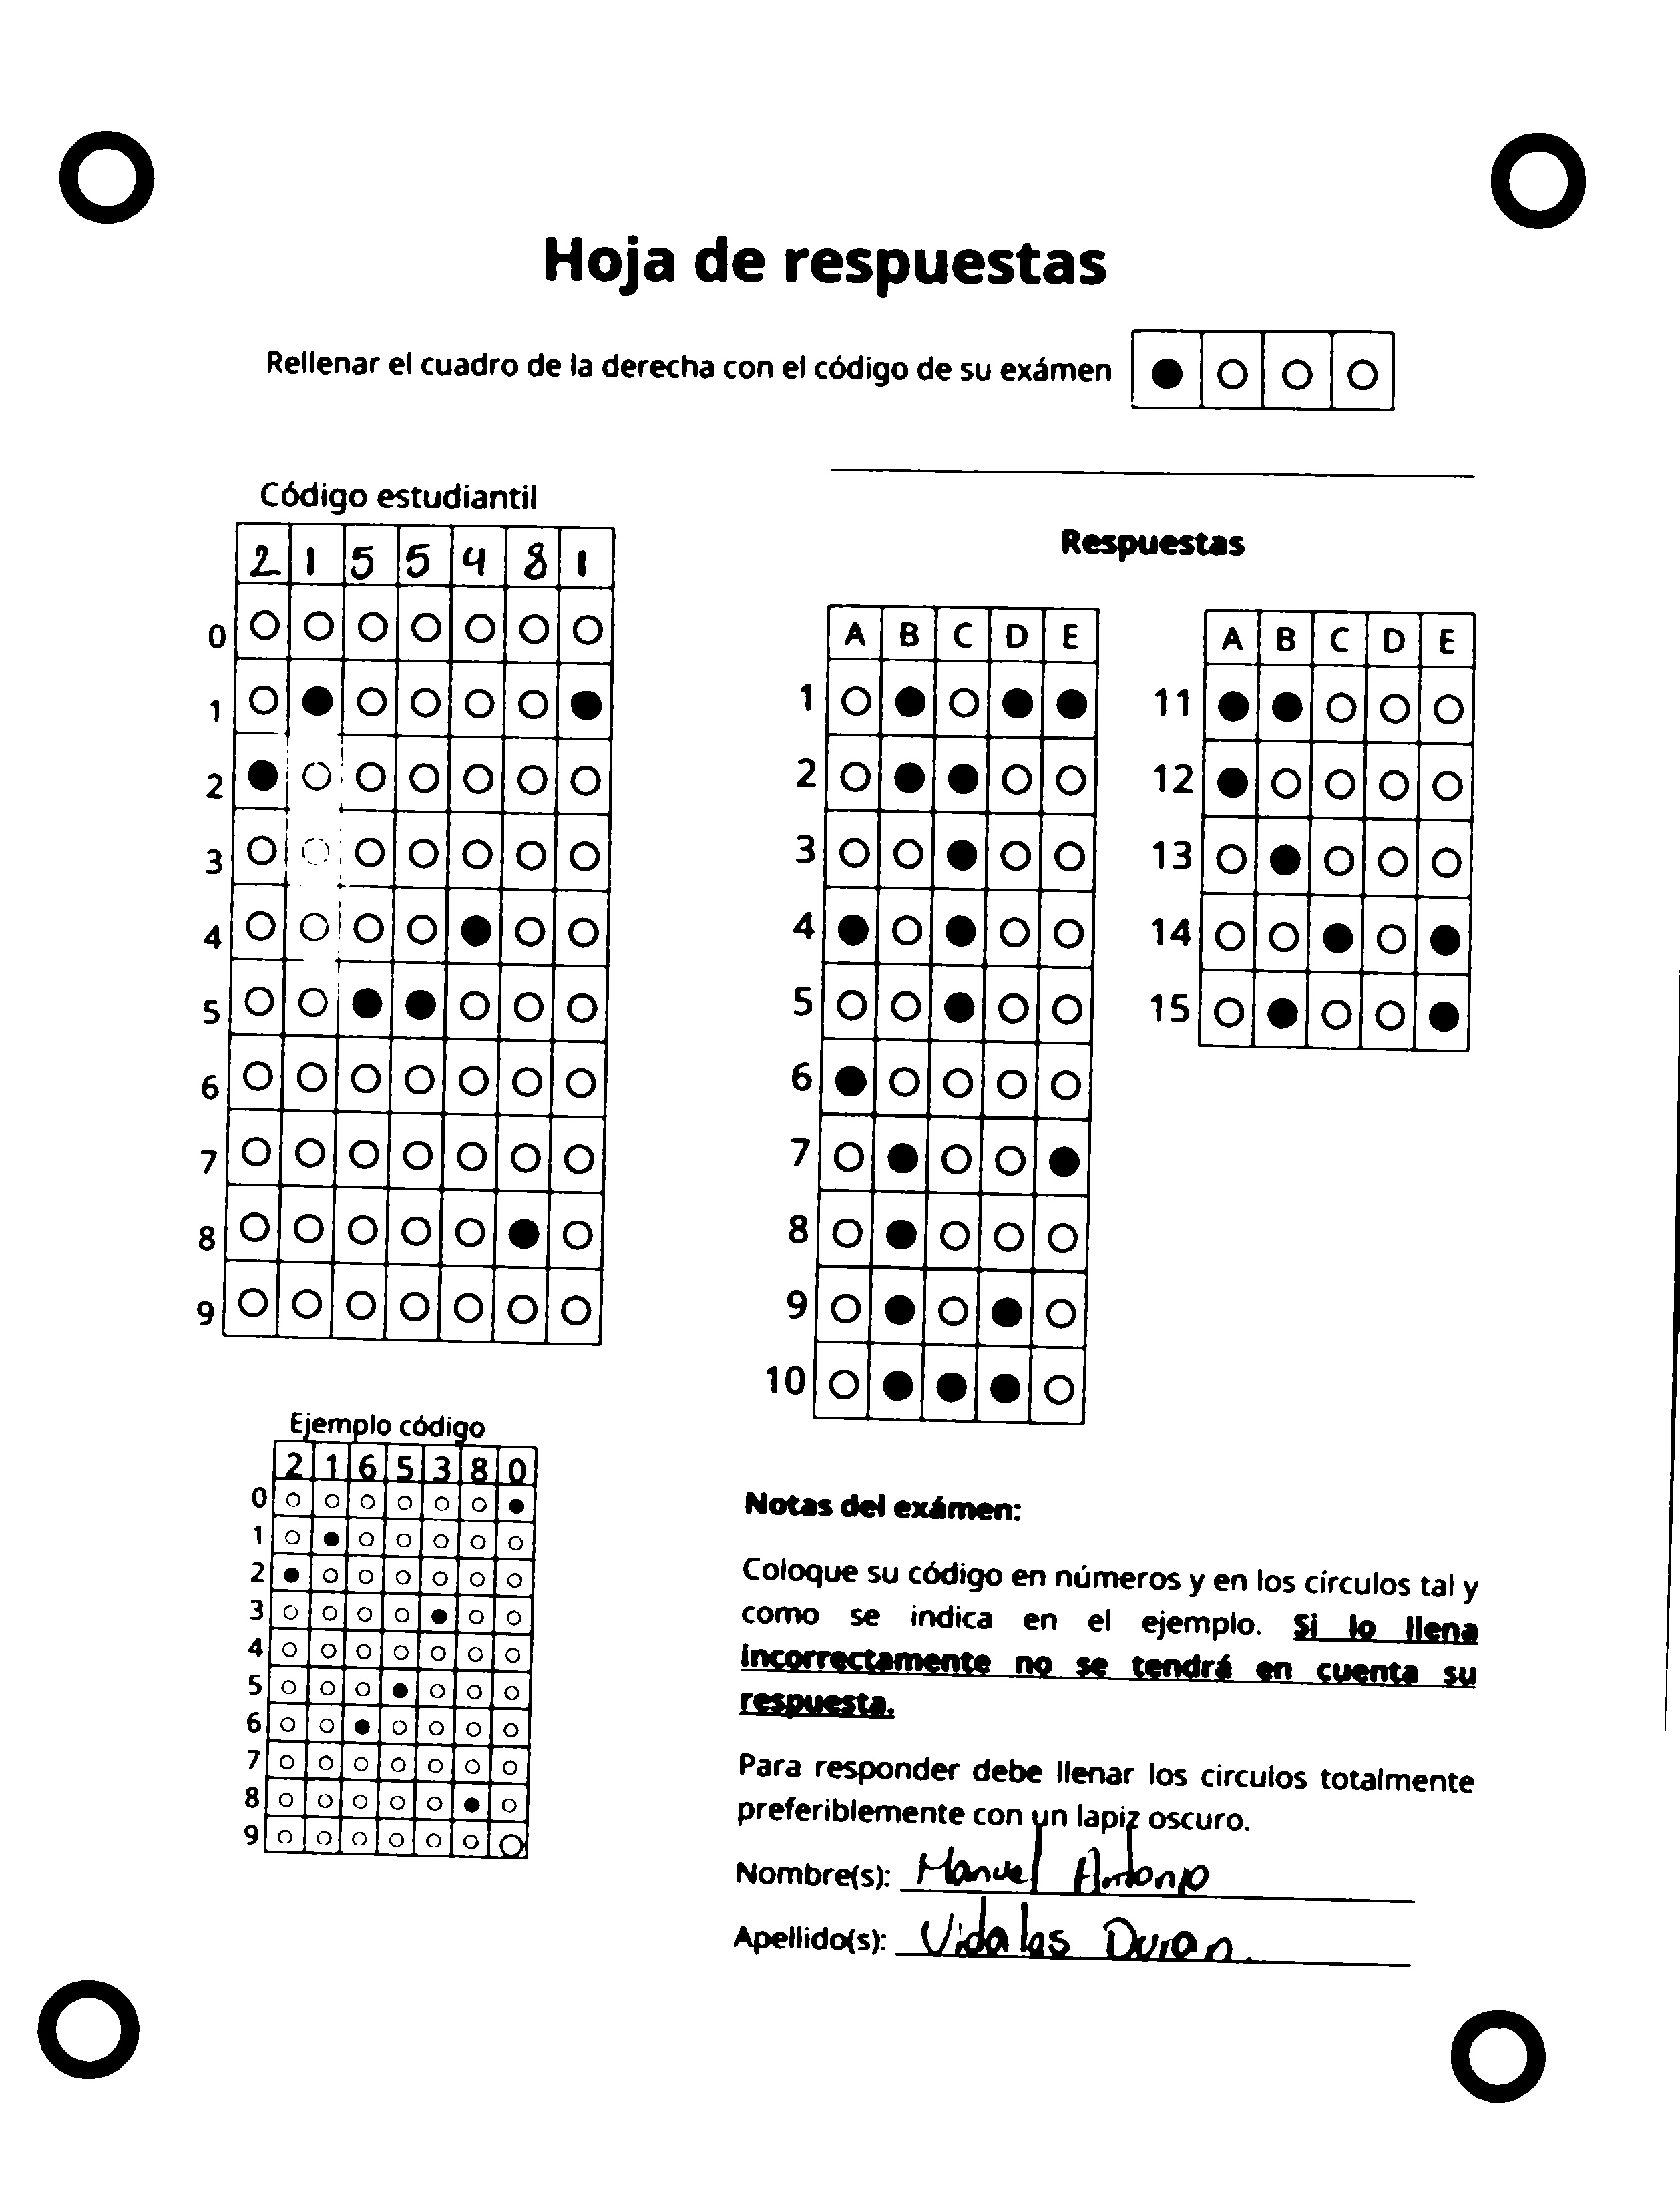 Hoja de respuestas
Rellenar el cuadro de la derecha con el código de su exámen
Código estudiantil
2 1 5 5 4 8 1
0
1
2
3
4
5
6
7
8
9
Respuestas
A B C D E
1
2
3
4
5
6
7
8
9
10
A B C D E
11
12
13
14
15
Ejemplo código
2 1 6 5 3 8 0
0
1
2
3
4
5
6
7
8
9
Notas del exámen:
Coloque su código en números y en los círculos tal y
como se indica en el ejemplo. Si lo llena
incorrectamente no se tendrá en cuenta su
respuesta.
Para responder debe llenar los circulos totalmente
preferiblemente con un lapiz oscuro.
Nombre(s): Manuel Antonio
Apellido(s): Vidales Duran.